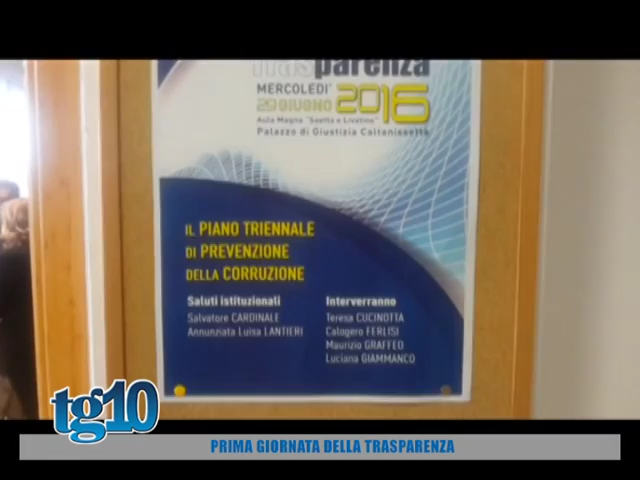 Trasparenza
MERCOLEDI'
29 GIUGNO 2016
Aula Magna "Saetta e Livatino"
Palazzo di Giustizia Caltanissetta
IL PIANO TRIENNALE
DI PREVENZIONE
DELLA CORRUZIONE
Saluti istituzionali
Salvatore CARDINALE
Annunziata Luisa LANTIERI
Interverranno
Teresa CUCINOTTA
Calogero FERLISI
Maurizio GRAFFEO
Luciana GIAMMANCO
tg10
PRIMA GIORNATA DELLA TRASPARENZA